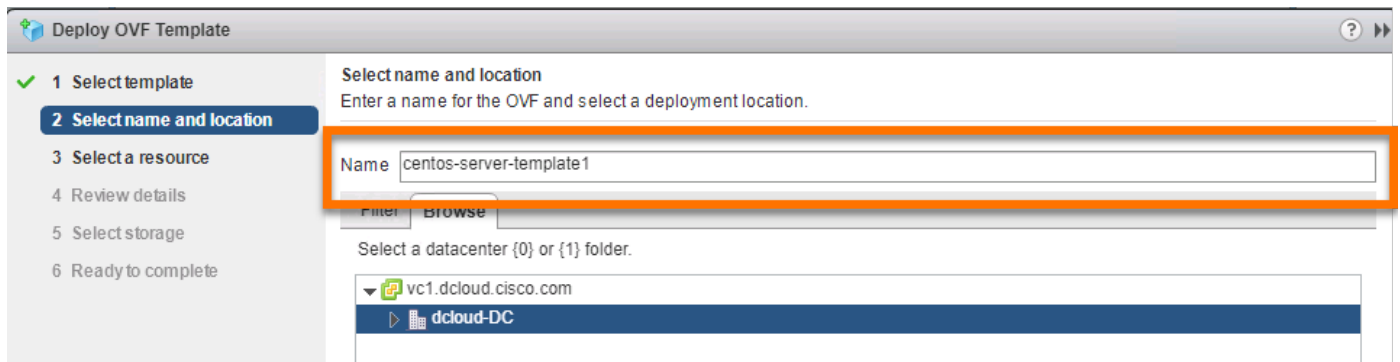 Deploy OVF Template
?
1 Select template
2 Select name and location
3 Select a resource
4 Review details
5 Select storage
6 Ready to complete
Select name and location
Enter a name for the OVF and select a deployment location.
Name centos-server-template1
Filter Browse
Select a datacenter {0} or {1} folder.
vc1.dcloud.cisco.com
dcloud-DC